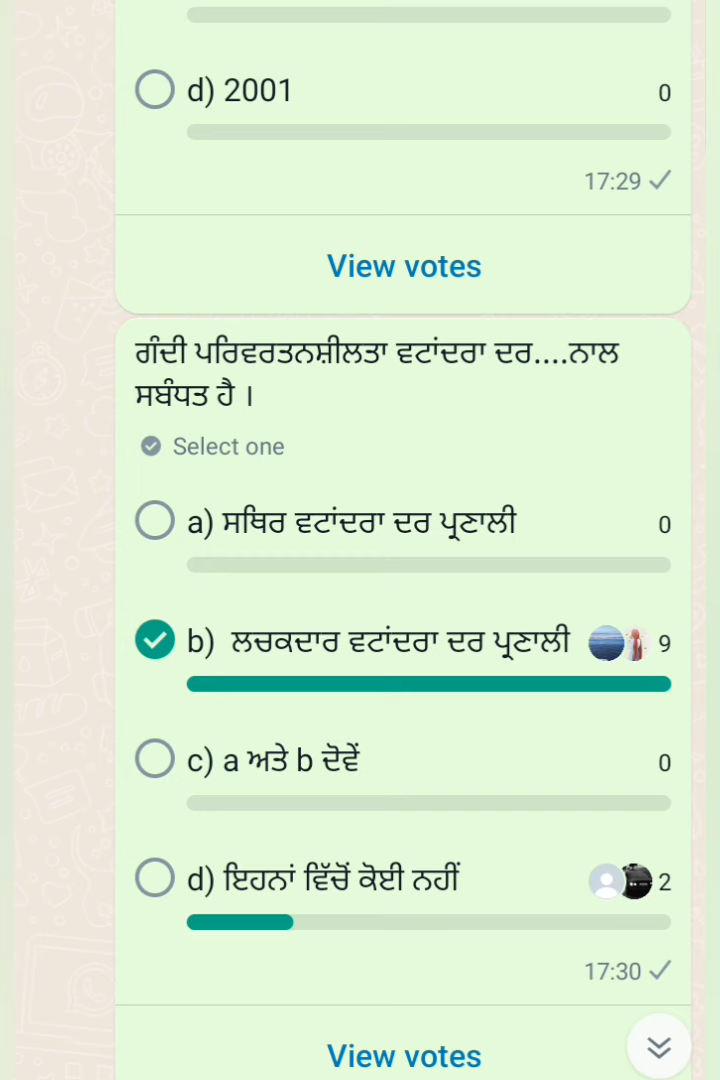 d) 2001
0
17:29
View votes
ਗੰਦੀ ਪਰਿਵਰਤਨਸ਼ੀਲਤਾ ਵਟਾਂਦਰਾ ਦਰ....ਨਾਲ
ਸਬੰਧਤ ਹੈ ।
Select one
a) ਸਥਿਰ ਵਟਾਂਦਰਾ ਦਰ ਪ੍ਰਣਾਲੀ
0
b) ਲਚਕਦਾਰ ਵਟਾਂਦਰਾ ਦਰ ਪ੍ਰਣਾਲੀ
9
c) a ਅਤੇ b ਦੋਵੇਂ
0
d) ਇਹਨਾਂ ਵਿੱਚੋਂ ਕੋਈ ਨਹੀਂ
2
17:30
View votes